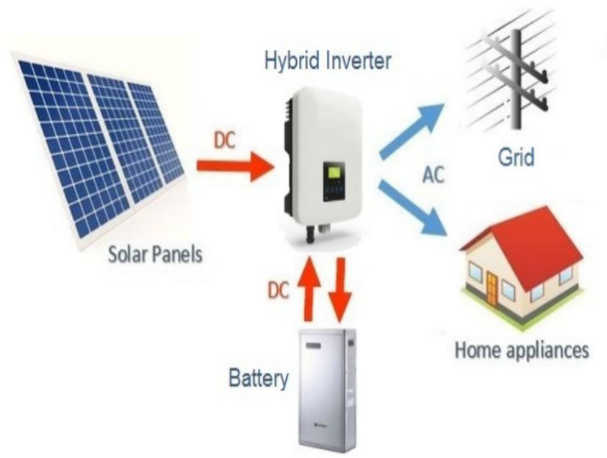 Hybrid Inverter
DC
Grid
AC
Solar Panels
DC
Home appliances
Battery